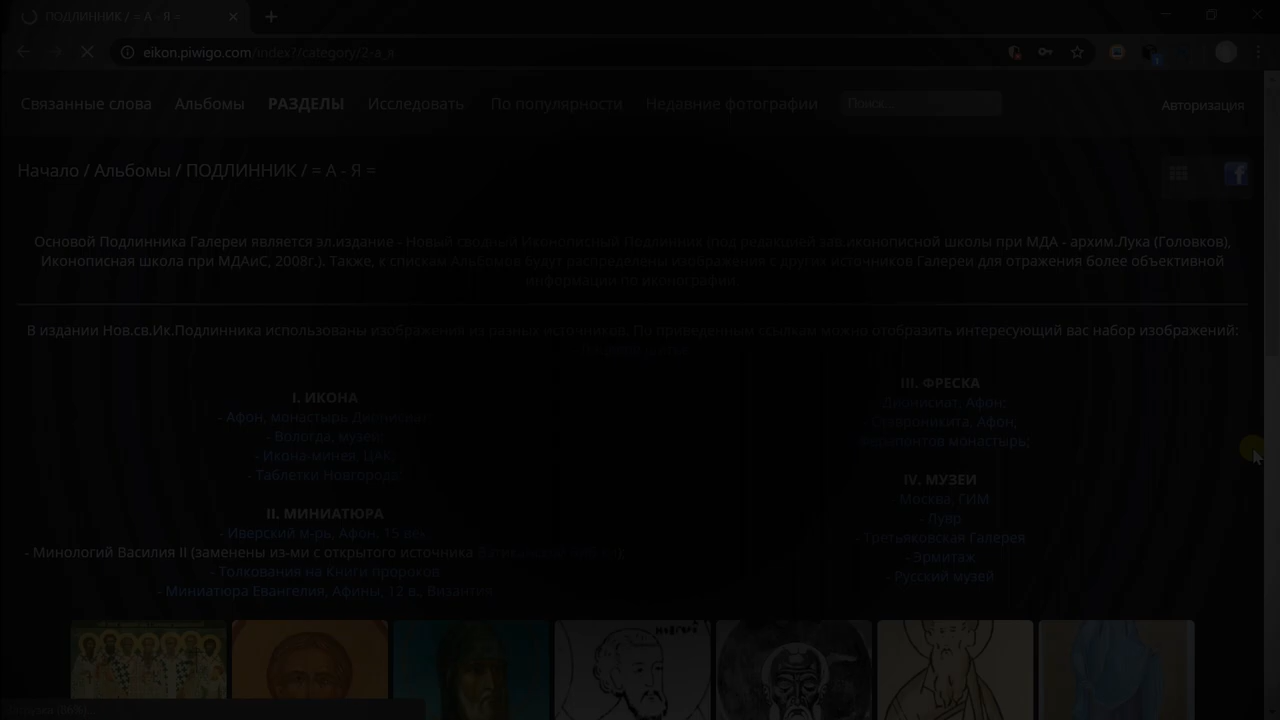 ПОДЛИННИК / = А - Я =
eikon.piwigo.com/index?/category/2-а_я
Связанные слова Альбомы РАЗДЕЛЫ Исследовать По популярности Недавние фотографии Поиск... Авторизация
Начало / Альбомы / ПОДЛИННИК / = А - Я =
Основой Подлинника Галереи является эл.издание - Новый сводный Иконописный Подлинник (под редакцией зав.иконописной школы при МДА - архим.Лука (Головков),
Иконописная школа при МДАиС, 2008г.). Также, к спискам Альбомов будут распределены изображения с других источников Галереи для отражения более объективной
информации по иконографии
В издании Нов.св.Ик.Подлинника использованы изображения из разных источников. По приведенным ссылкам можно отобразить интересующий вас набор изображений:
I. ИКОНА
- Афон, монастырь Дионисиат;
- Вологда, музеи;
- Икона-минея, ЦАК;
- Таблетки Новгорода.
II. МИНИАТЮРА
- Иверский м-рь, Афон, 15 век.
- Минологий Василия II (заменены из-ми с открытого источника
- Толкования на Книги пророков
- Миниатюра Евангелия, Афины, 12 в., Византия
III. ФРЕСКА
Дионисиат, Афон;
Ставроникита, Афон,
Ферапонтов монастырь;
IV. МУЗЕИ
Москва, ГИМ
- Лувр
- Третьяковская Галерея
- Эрмитаж
- Русский музей